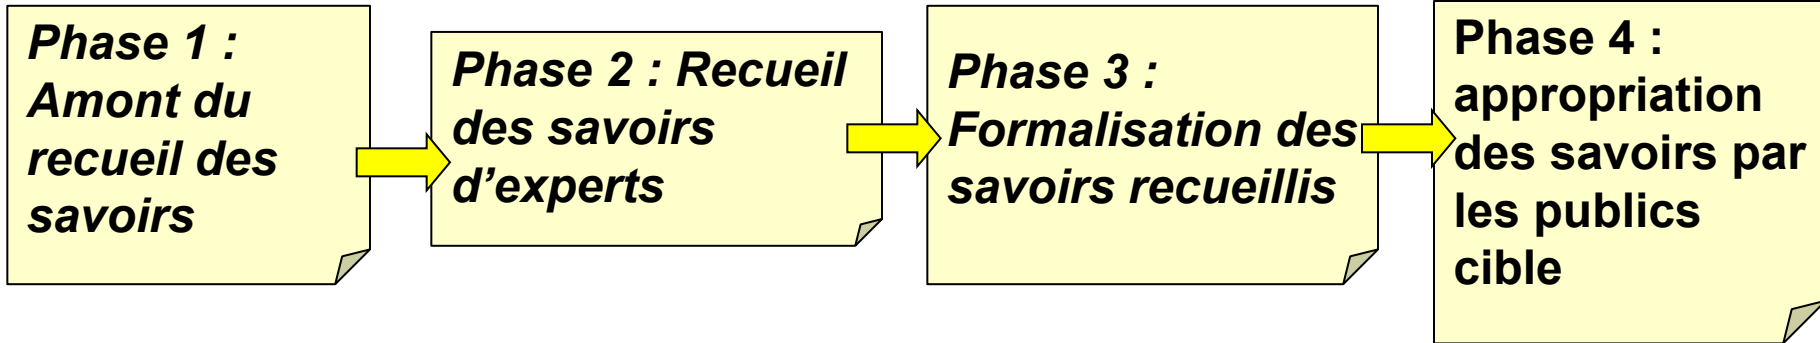 Phase 1 :
Amont du
recueil des
savoirs
Phase 2 : Recueil
des savoirs
d’experts
Phase 3 :
Formalisation des
savoirs recueillis
Phase 4 :
appropriation
des savoirs par
les publics
cible